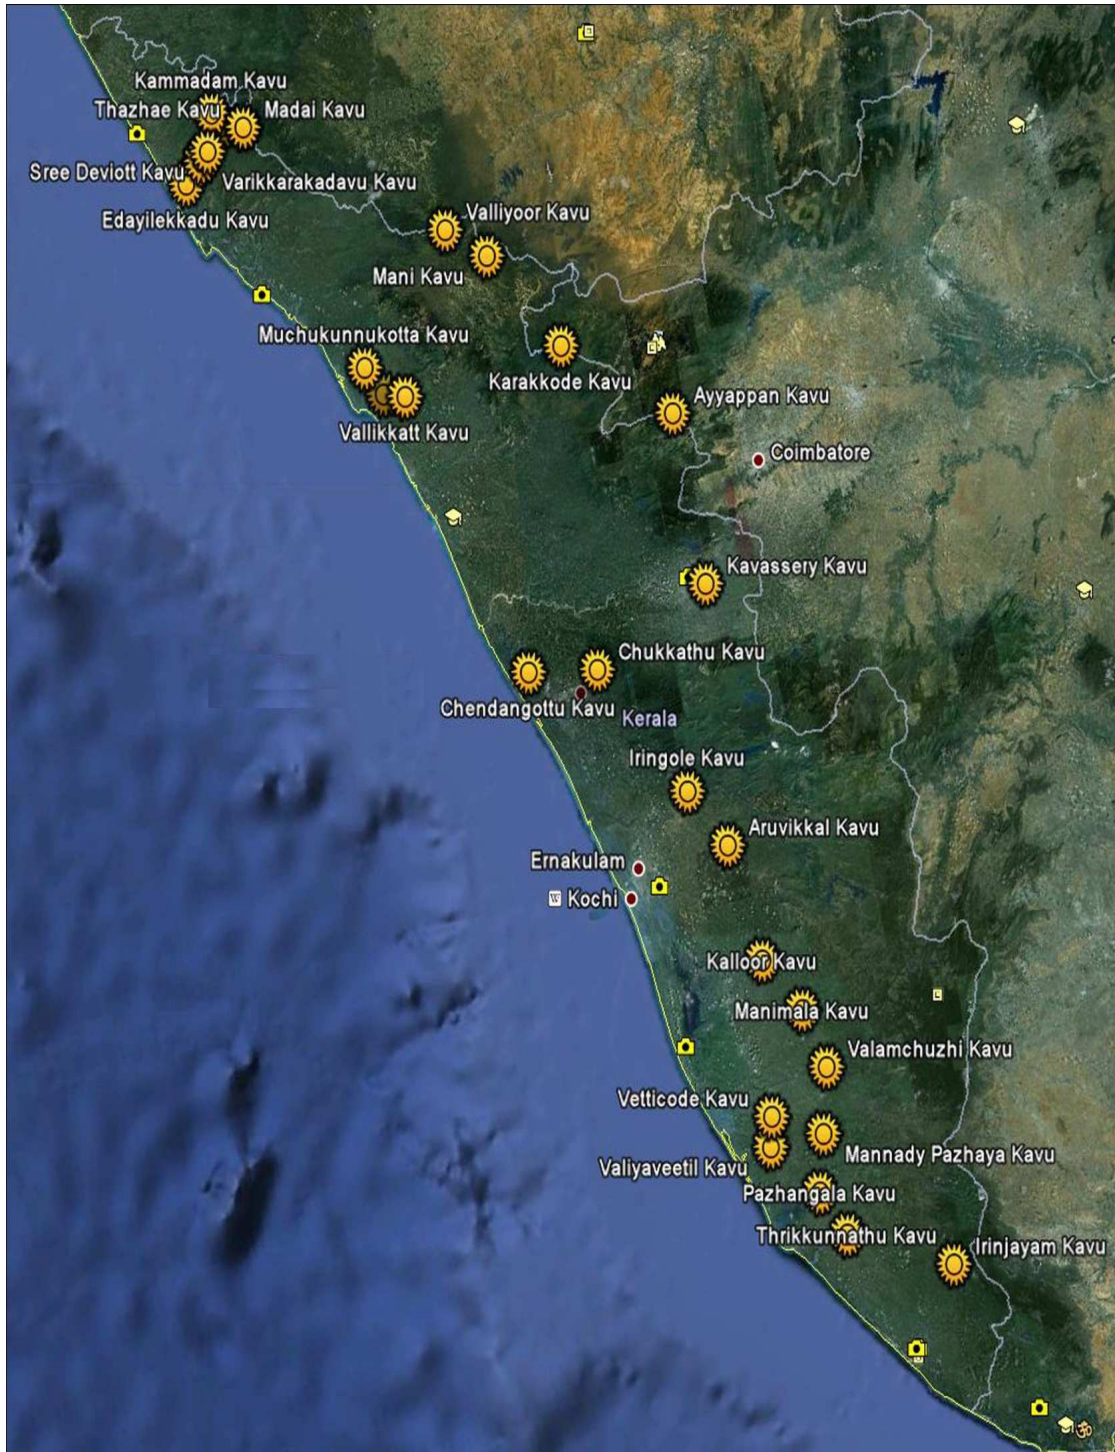 Kammadam Kavu
Thazhae Kavu
Madai Kavu
Sree Devlott Kavu
Varikkarakadavu Kavu
Edayilekkadu Kavu
Valliyoor Kavu
Mani Kavu
Muchukunnukotta Kavu
Karakkode Kavu
Ayyappan Kavu
Vallikkatt Kavu
Coimbatore
Kavassery Kavu
Chukkathu Kavu
Chendangottu Kavu
Kerala
Iringole Kavu
Aruvikkal Kavu
Ernakulam
W Kochi
Kalloor Kavu
Manimala Kavu
Valamchuzhi Kavu
Vetticode Kavu
Mannady Pazhaya Kavu
Valiyaveetil Kavu
Pazhangala Kavu
Thrikkunnathu Kavu
Irinjayam Kavu
ॐ